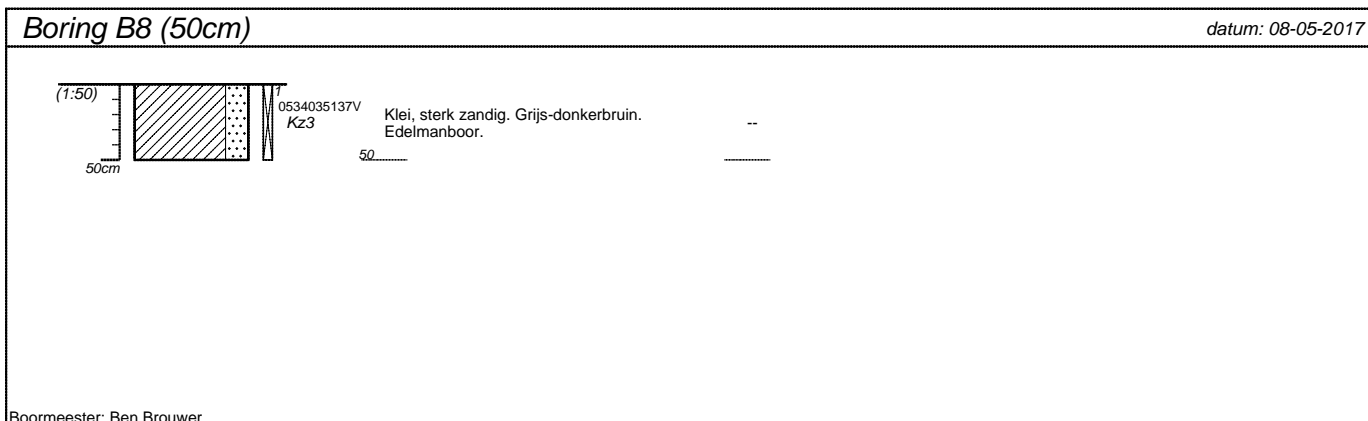 Boring B8 (50cm)
datum: 08-05-2017
(1:50)
1
0534035137V
Kz3
Klei, sterk zandig. Grijs-donkerbruin.
Edelmanboor.
--
50
50cm
Boormeester: Ben Brouwer